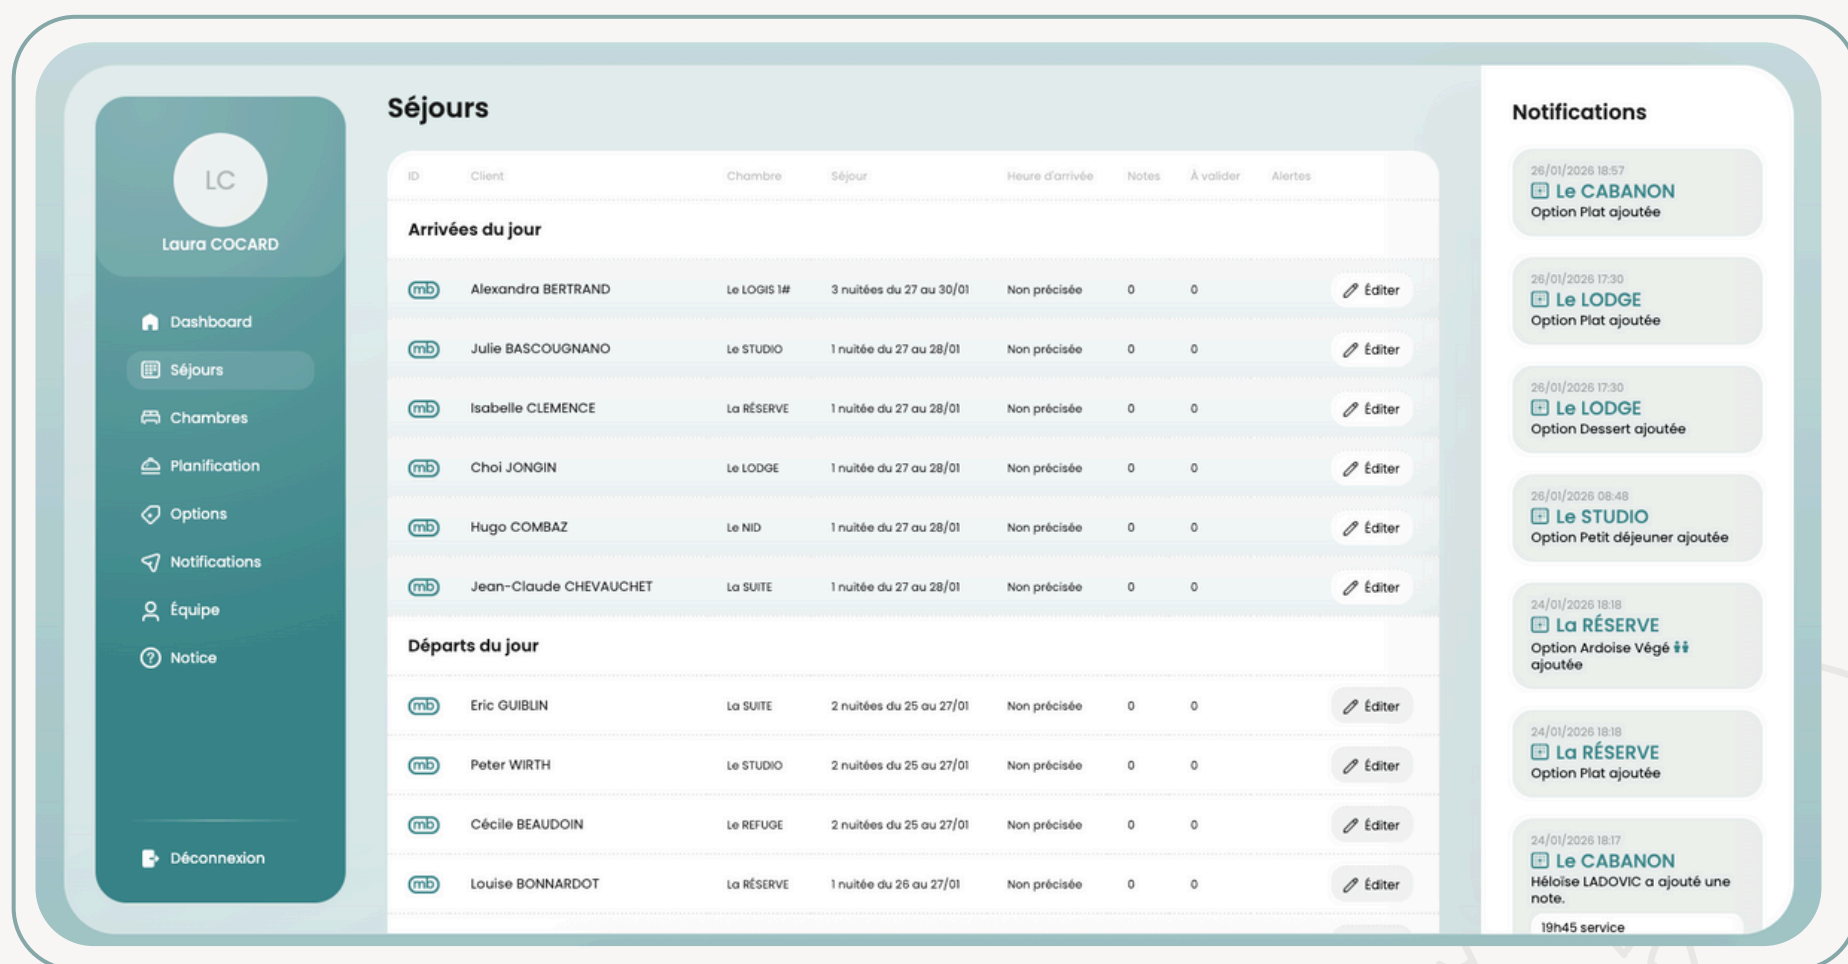 LC
Laura COCARD
Dashboard
Séjours
Chambres
Planification
Options
Notifications
Équipe
Notice
Déconnexion
Séjours
ID Client Chambre Séjour Heure d'arrivée Notes À valider Alertes
Arrivées du jour
mb Alexandra BERTRAND Le LOGIS 1# 3 nuitées du 27 au 30/01 Non précisée 0 0 Éditer
mb Julie BASCOUGNANO Le STUDIO 1 nuitée du 27 au 28/01 Non précisée 0 0 Éditer
mb Isabelle CLEMENCE La RÉSERVE 1 nuitée du 27 au 28/01 Non précisée 0 0 Éditer
mb Choi JONGIN Le LODGE 1 nuitée du 27 au 28/01 Non précisée 0 0 Éditer
mb Hugo COMBAZ Le NID 1 nuitée du 27 au 28/01 Non précisée 0 0 Éditer
mb Jean-Claude CHEVAUCHET La SUITE 1 nuitée du 27 au 28/01 Non précisée 0 0 Éditer
Départs du jour
mb Eric GUIBLIN La SUITE 2 nuitées du 25 au 27/01 Non précisée 0 0 Éditer
mb Peter WIRTH Le STUDIO 2 nuitées du 25 au 27/01 Non précisée 0 0 Éditer
mb Cécile BEAUDOIN Le REFUGE 2 nuitées du 25 au 27/01 Non précisée 0 0 Éditer
mb Louise BONNARDOT La RÉSERVE 1 nuitée du 26 au 27/01 Non précisée 0 0 Éditer
Notifications
26/01/2026 18:57
Le CABANON
Option Plat ajoutée
26/01/2026 17:30
Le LODGE
Option Plat ajoutée
26/01/2026 17:30
Le LODGE
Option Dessert ajoutée
26/01/2026 08:48
Le STUDIO
Option Petit déjeuner ajoutée
24/01/2026 18:18
La RÉSERVE
Option Ardoise Végé
ajoutée
24/01/2026 18:18
La RÉSERVE
Option Plat ajoutée
24/01/2026 18:17
Le CABANON
Héloïse LADOVIC a ajouté une
note.
19h45 service